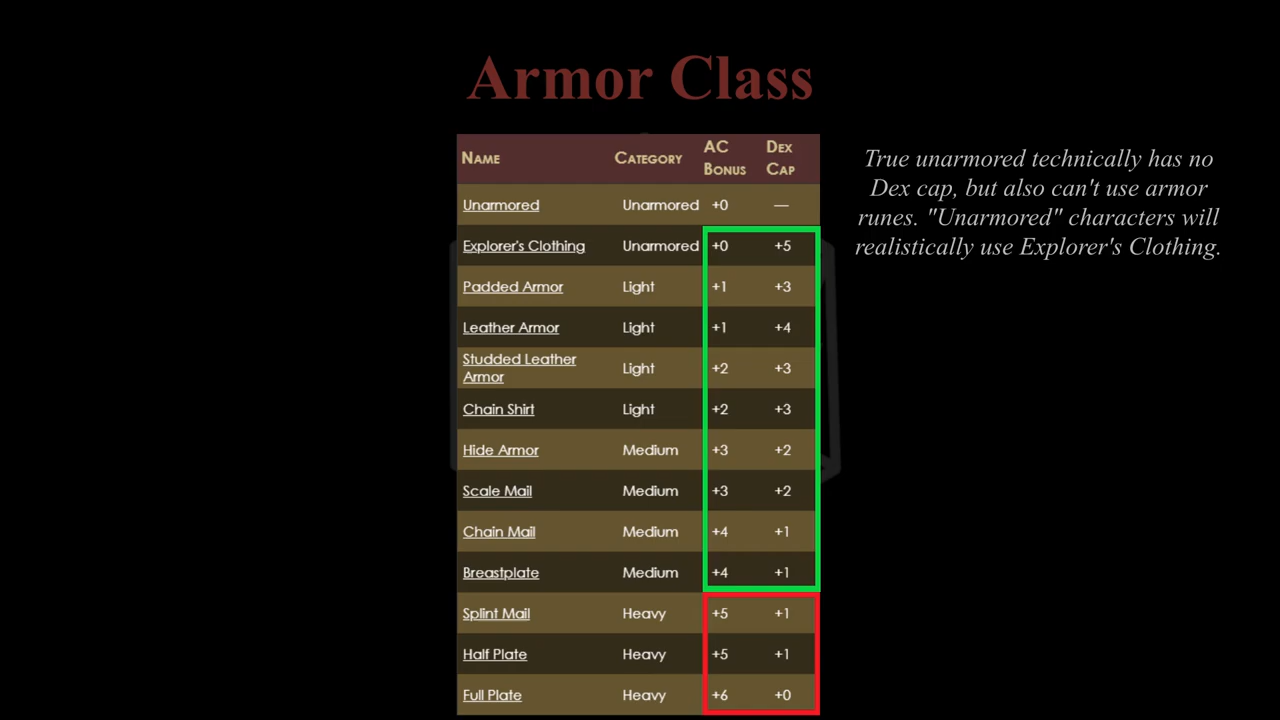 Armor Class
Name Category AC Bonus Dex Cap
Unarmored Unarmored +0 —
Explorer's Clothing Unarmored +0 +5
Padded Armor Light +1 +3
Leather Armor Light +1 +4
Studded Leather Armor Light +2 +3
Chain Shirt Light +2 +3
Hide Armor Medium +3 +2
Scale Mail Medium +3 +2
Chain Mail Medium +4 +1
Breastplate Medium +4 +1
Splint Mail Heavy +5 +1
Half Plate Heavy +5 +1
Full Plate Heavy +6 +0
True unarmored technically has no
Dex cap, but also can't use armor
runes. "Unarmored" characters will
realistically use Explorer's Clothing.